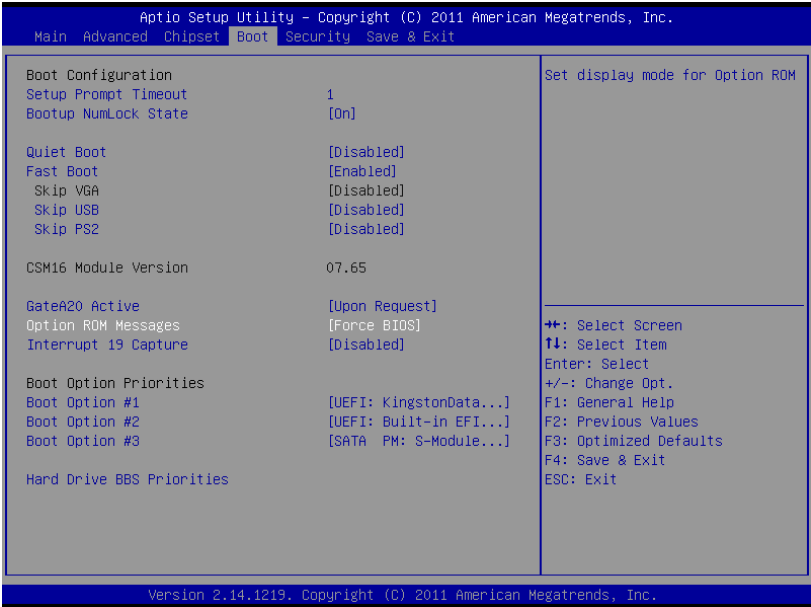 Aptio Setup Utility – Copyright (C) 2011 American Megatrends, Inc.
Main Advanced Chipset Boot Security Save & Exit
Boot Configuration
Setup Prompt Timeout 1
Bootup NumLock State [On]
Quiet Boot [Disabled]
Fast Boot [Enabled]
Skip VGA [Disabled]
Skip USB [Disabled]
Skip PS2 [Disabled]
CSM16 Module Version 07.65
GateA20 Active [Upon Request]
Option ROM Messages [Force BIOS]
Interrupt 19 Capture [Disabled]
Boot Option Priorities
Boot Option #1 [UEFI: KingstonData...]
Boot Option #2 [UEFI: Built-in EFI...]
Boot Option #3 [SATA PM: S-Module...]
Hard Drive BBS Priorities
Set display mode for Option ROM
→←: Select Screen
↑↓: Select Item
Enter: Select
+/-: Change Opt.
F1: General Help
F2: Previous Values
F3: Optimized Defaults
F4: Save & Exit
ESC: Exit
Version 2.14.1219. Copyright (C) 2011 American Megatrends, Inc.